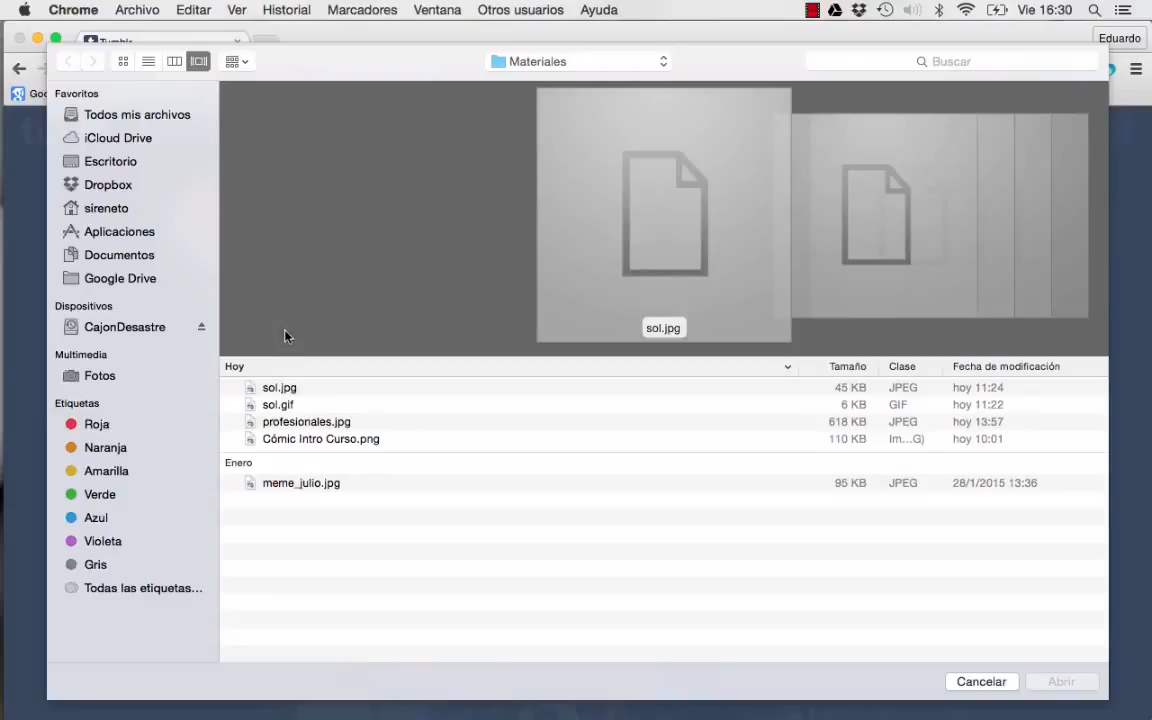 Chrome Archivo Editar Ver Historial Marcadores Ventana Otros usuarios Ayuda Vie 16:30
Tumblr Eduardo
Materiales Buscar
Goo
Favoritos
Todos mis archivos
iCloud Drive
Escritorio
Dropbox
sireneto
Aplicaciones
Documentos
Google Drive
Dispositivos
CajonDesastre
Multimedia
Fotos
Etiquetas
Roja
Naranja
Amarilla
Verde
Azul
Violeta
Gris
Todas las etiquetas...
sol.jpg
Hoy Tamaño Clase Fecha de modificación
sol.jpg 45 KB JPEG hoy 11:24
sol.gif 6 KB GIF hoy 11:22
profesionales.jpg 618 KB JPEG hoy 13:57
Cómic Intro Curso.png 110 KB Im...G) hoy 10:01
Enero
meme_julio.jpg 95 KB JPEG 28/1/2015 13:36
Cancelar Abrir